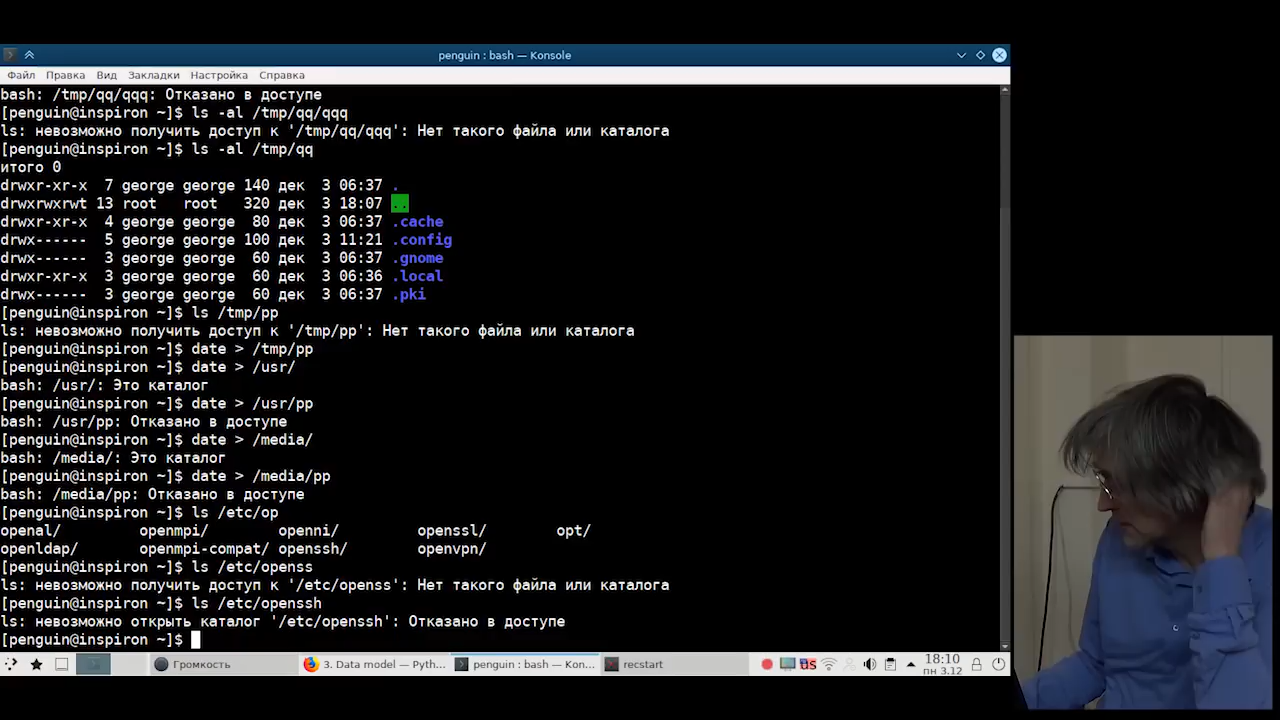 penguin : bash — Konsole
Файл Правка Вид Закладки Настройка Справка
bash: /tmp/qq/qqq: Отказано в доступе
[penguin@inspiron ~]$ ls -al /tmp/qq/qqq
ls: невозможно получить доступ к '/tmp/qq/qqq': Нет такого файла или каталога
[penguin@inspiron ~]$ ls -al /tmp/qq
итого 0
drwxr-xr-x  7 george george 140 дек  3 06:37 .
drwxrwxrwt 13 root   root   320 дек  3 18:07 ..
drwxr-xr-x  4 george george  80 дек  3 06:37 .cache
drwx------  5 george george 100 дек  3 11:21 .config
drwx------  3 george george  60 дек  3 06:37 .gnome
drwxr-xr-x  3 george george  60 дек  3 06:36 .local
drwx------  3 george george  60 дек  3 06:37 .pki
[penguin@inspiron ~]$ ls /tmp/pp
ls: невозможно получить доступ к '/tmp/pp': Нет такого файла или каталога
[penguin@inspiron ~]$ date > /tmp/pp
[penguin@inspiron ~]$ date > /usr/
bash: /usr/: Это каталог
[penguin@inspiron ~]$ date > /usr/pp
bash: /usr/pp: Отказано в доступе
[penguin@inspiron ~]$ date > /media/
bash: /media/: Это каталог
[penguin@inspiron ~]$ date > /media/pp
bash: /media/pp: Отказано в доступе
[penguin@inspiron ~]$ ls /etc/op
openal/         openmpi/        openni/         openssl/        opt/
openldap/       openmpi-compat/ openssh/        openvpn/
[penguin@inspiron ~]$ ls /etc/openss
ls: невозможно получить доступ к '/etc/openss': Нет такого файла или каталога
[penguin@inspiron ~]$ ls /etc/openssh
ls: невозможно открыть каталог '/etc/openssh': Отказано в доступе
[penguin@inspiron ~]$
Громкость 3. Data model — Pyth... penguin : bash — Kon... recstart us 18:10
пн 3.12